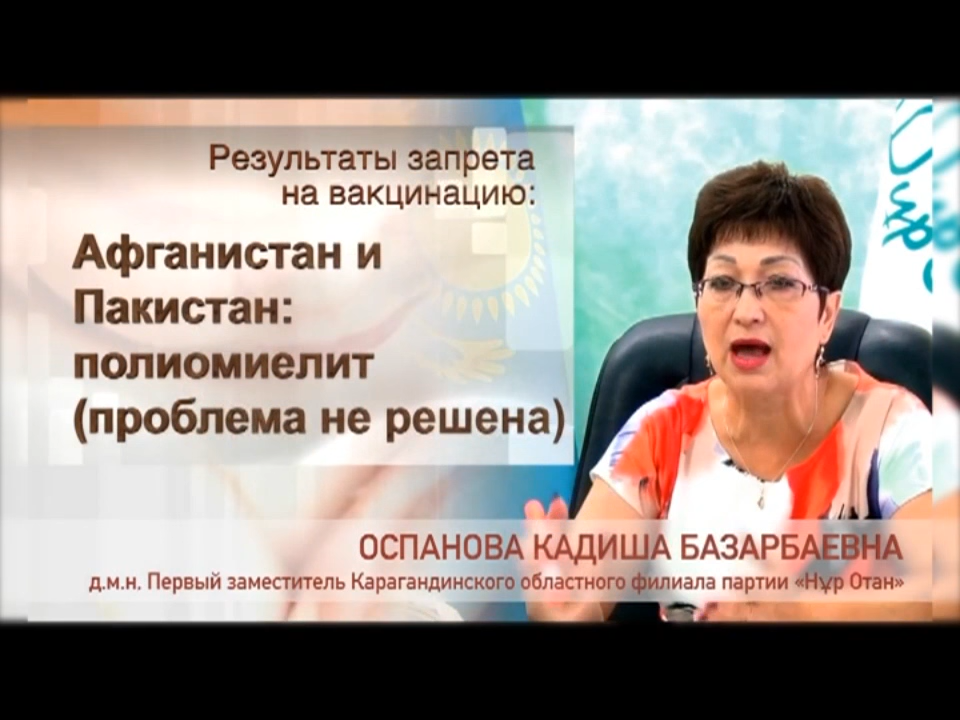 Результаты запрета
на вакцинацию:
Афганистан и
Пакистан:
полиомиелит
(проблема не решена)
ОСПАНОВА КАДИША БАЗАРБАЕВНА
д.м.н. Первый заместитель Карагандинского областного филиала партии «Нұр Отан»